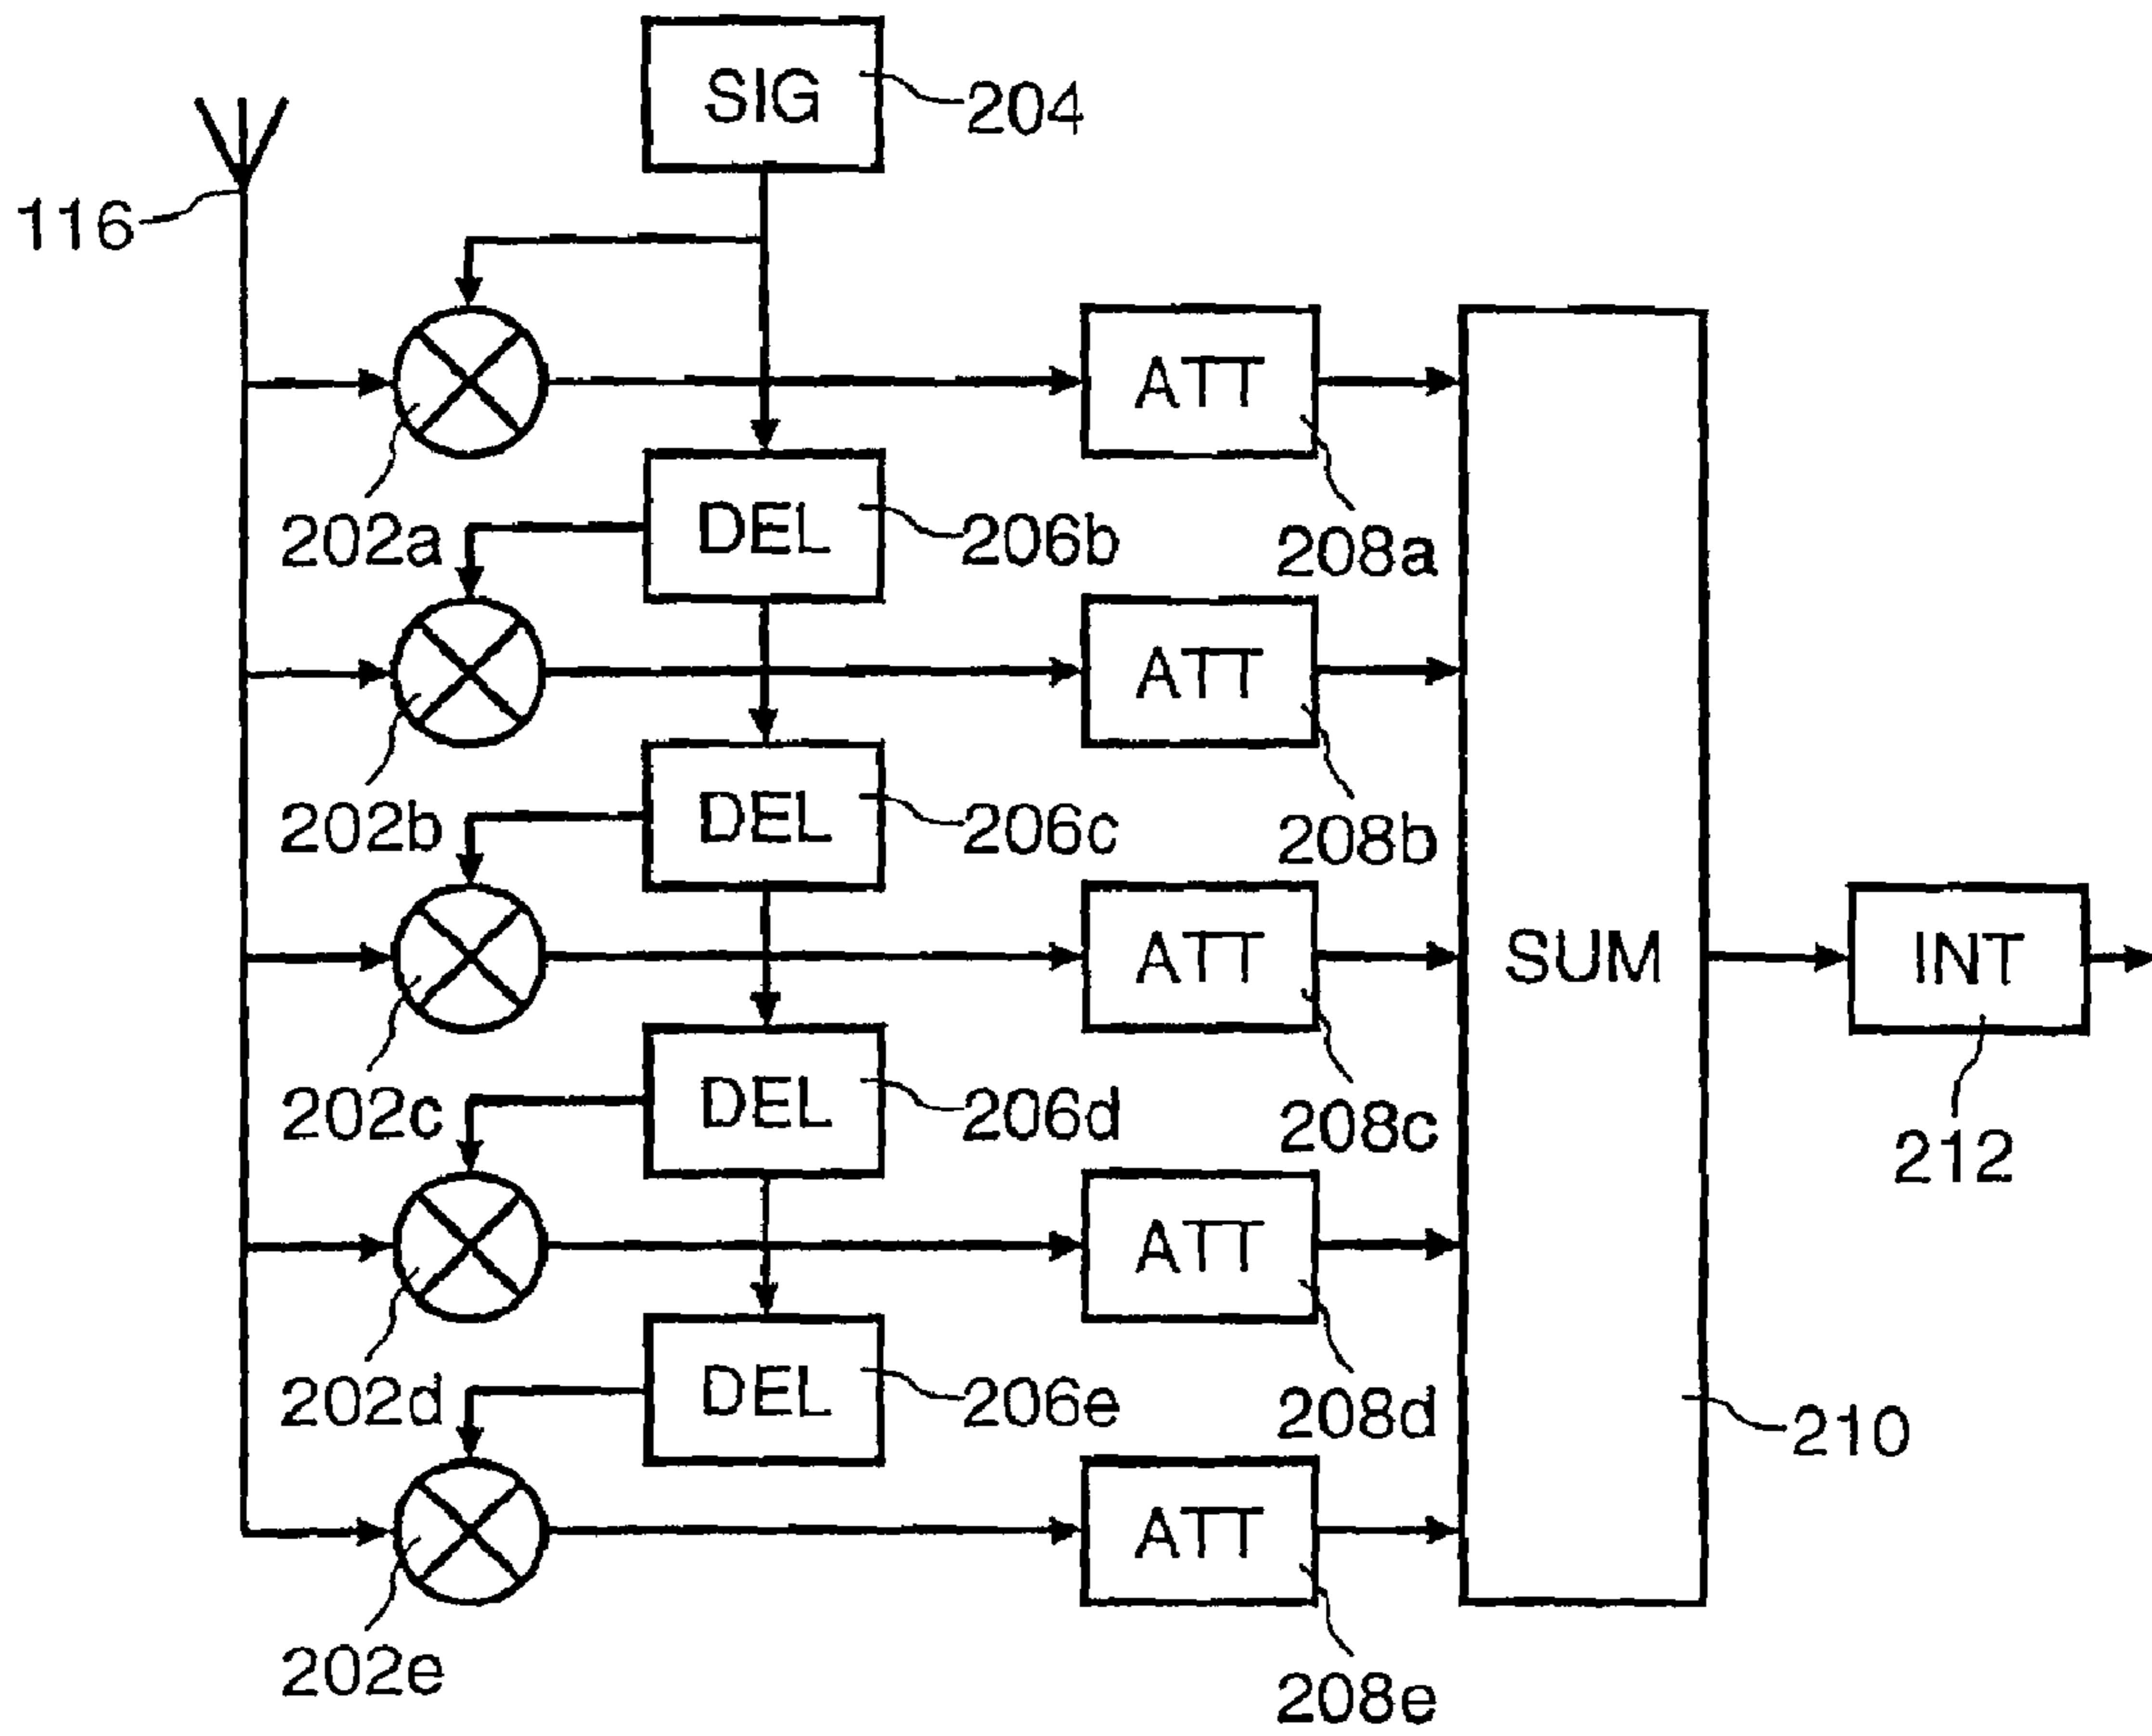 SIG
204
116
ATT
202a
DEL
206b
208a
ATT
202b
DEL
206c
208b
ATT
SUM
INT
202c
DEL
206d
208c
212
ATT
202d
DEL
206e
208d
210
ATT
202e
208e